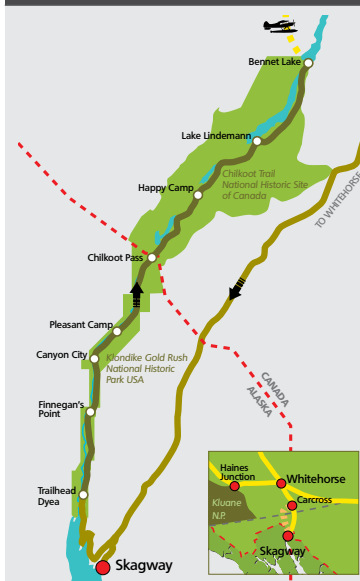 Bennet Lake
Lake Lindemann
Chilkoot Trail
National Historic Site
of Canada
Happy Camp
TO WHITEHORSE
Chilkoot Pass
Pleasant Camp
Canyon City
Klondike Gold Rush
National Historic
Park USA
CANADA
ALASKA
Finnegan's
Point
Trailhead
Dyea
Skagway
Haines
Junction
Whitehorse
Kluane
N.P.
Carcross
Skagway